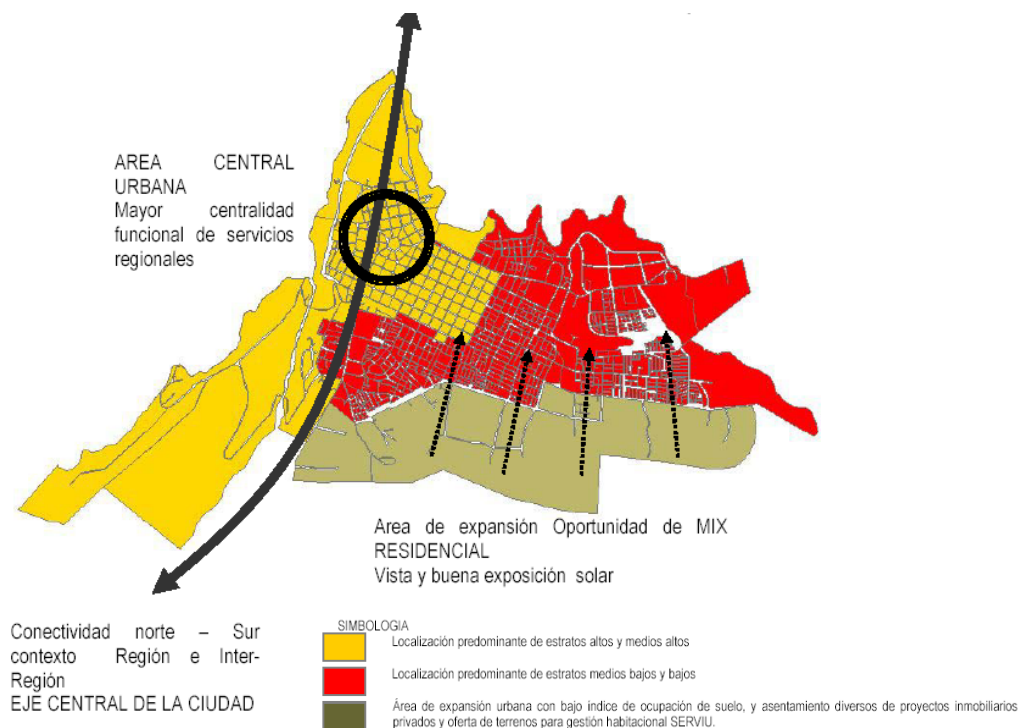 AREA CENTRAL
URBANA
Mayor centralidad
funcional de servicios
regionales
Area de expansión Oportunidad de MIX
RESIDENCIAL
Vista y buena exposición solar
Conectividad norte – Sur
contexto Región e Inter-
Región
EJE CENTRAL DE LA CIUDAD
SIMBOLOGIA
Localización predominante de estratos altos y medios altos
Localización predominante de estratos medios bajos y bajos
Área de expansión urbana con bajo índice de ocupación de suelo, y asentamiento diversos de proyectos inmobiliarios
privados y oferta de terrenos para gestión habitacional SERVIU.